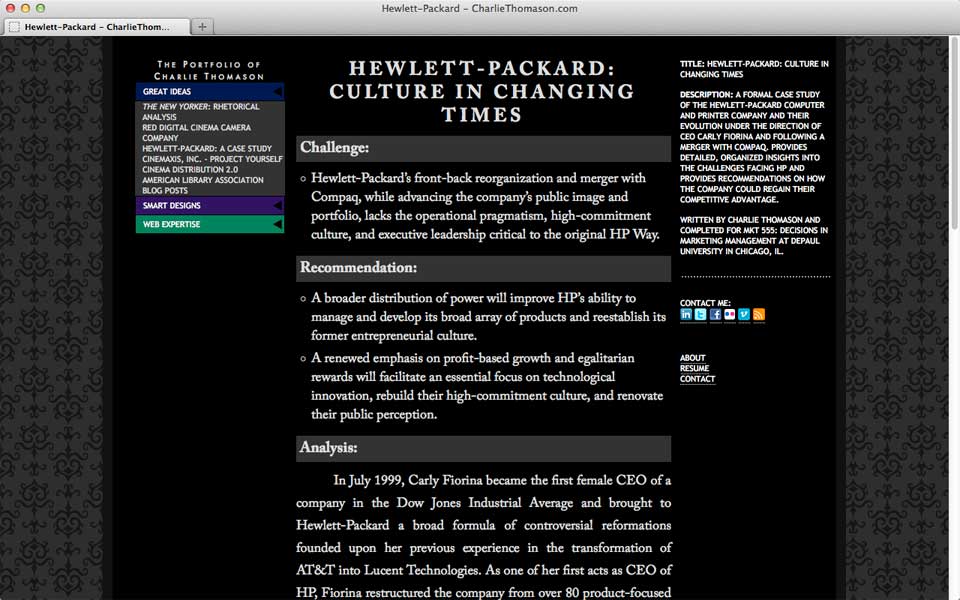 Hewlett-Packard - CharlieThomason.com
Hewlett-Packard - CharlieThom...
THE PORTFOLIO OF
CHARLIE THOMASON
GREAT IDEAS
THE NEW YORKER: RHETORICAL
ANALYSIS
RED DIGITAL CINEMA CAMERA
COMPANY
HEWLETT-PACKARD: A CASE STUDY
CINEMAXIS, INC. - PROJECT YOURSELF
CINEMA DISTRIBUTION 2.0
AMERICAN LIBRARY ASSOCIATION
BLOG POSTS
SMART DESIGNS
WEB EXPERTISE
HEWLETT-PACKARD:
CULTURE IN CHANGING
TIMES
Challenge:
Hewlett-Packard's front-back reorganization and merger with
Compaq, while advancing the company's public image and
portfolio, lacks the operational pragmatism, high-commitment
culture, and executive leadership critical to the original HP Way.
Recommendation:
A broader distribution of power will improve HP's ability to
manage and develop its broad array of products and reestablish its
former entrepreneurial culture.
A renewed emphasis on profit-based growth and egalitarian
rewards will facilitate an essential focus on technological
innovation, rebuild their high-commitment culture, and renovate
their public perception.
Analysis:
In July 1999, Carly Fiorina became the first female CEO of a
company in the Dow Jones Industrial Average and brought to
Hewlett-Packard a broad formula of controversial reformations
founded upon her previous experience in the transformation of
AT&T into Lucent Technologies. As one of her first acts as CEO of
HP, Fiorina restructured the company from over 80 product-focused
TITLE: HEWLETT-PACKARD: CULTURE IN
CHANGING TIMES
DESCRIPTION: A FORMAL CASE STUDY
OF THE HEWLETT-PACKARD COMPUTER
AND PRINTER COMPANY AND THEIR
EVOLUTION UNDER THE DIRECTION OF
CEO CARLY FIORINA AND FOLLOWING A
MERGER WITH COMPAQ. PROVIDES
DETAILED, ORGANIZED INSIGHTS INTO
THE CHALLENGES FACING HP AND
PROVIDES RECOMMENDATIONS ON HOW
THE COMPANY COULD REGAIN THEIR
COMPETITIVE ADVANTAGE.
WRITTEN BY CHARLIE THOMASON AND
COMPLETED FOR MKT 555: DECISIONS IN
MARKETING MANAGEMENT AT DEPAUL
UNIVERSITY IN CHICAGO, IL.
CONTACT ME:
ABOUT
RESUME
CONTACT